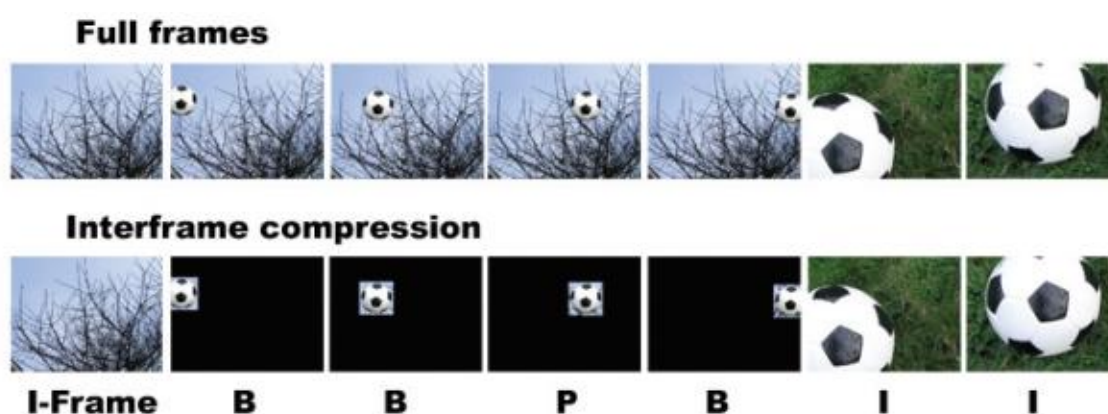 Full frames
Interframe compression
I-Frame B B P B I I